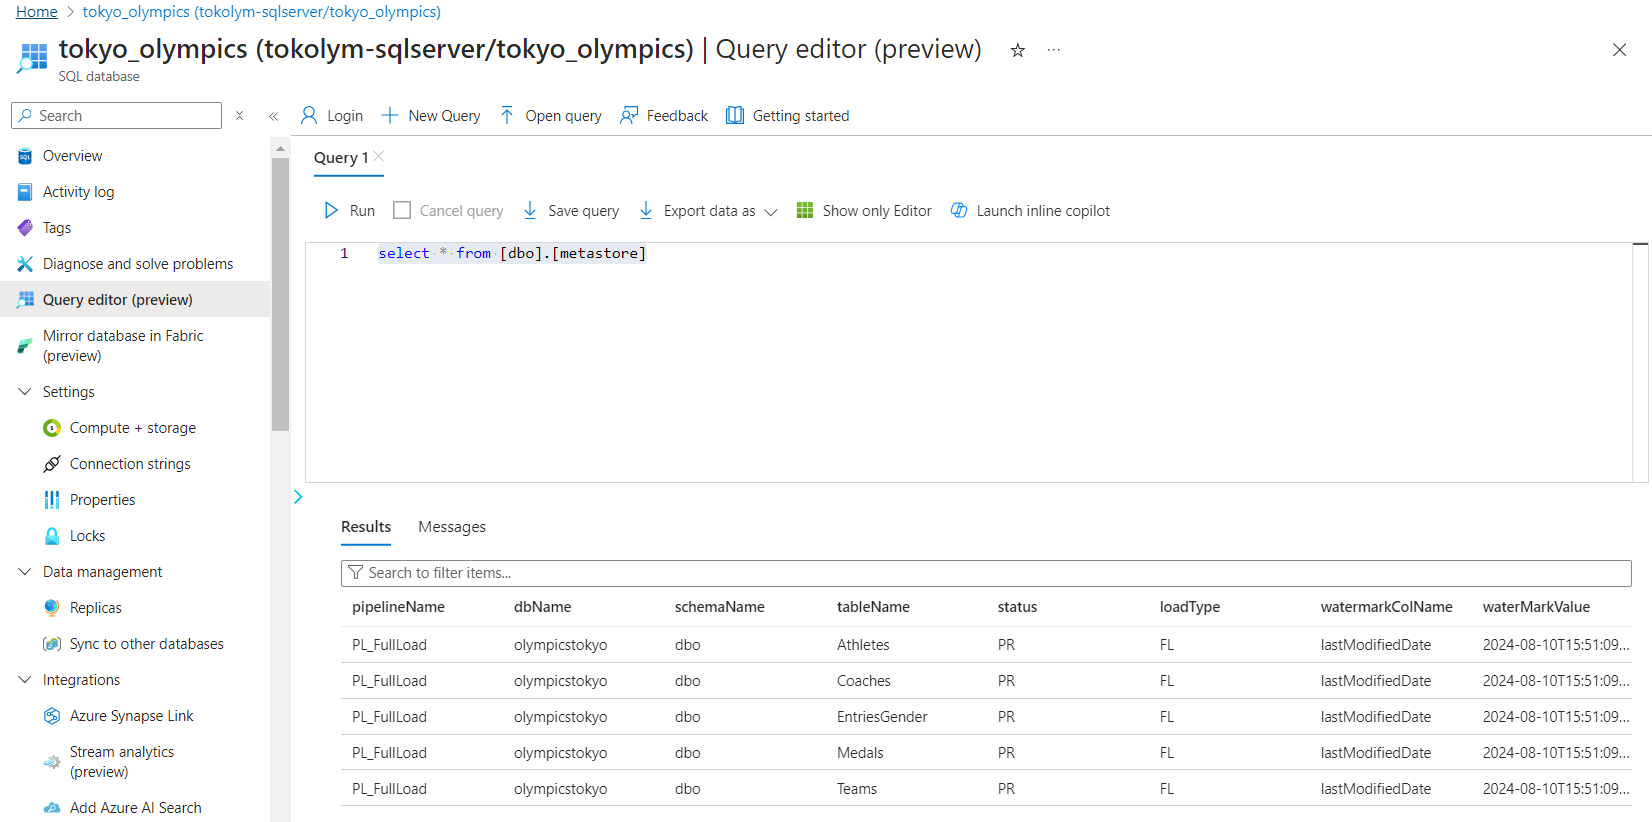 Home > tokyo_olympics (tokolym-sqlserver/tokyo_olympics)
tokyo_olympics (tokolym-sqlserver/tokyo_olympics) | Query editor (preview)
SQL database
Search
Login
New Query
Open query
Feedback
Getting started
Overview
Activity log
Tags
Diagnose and solve problems
Query editor (preview)
Mirror database in Fabric
(preview)
Settings
Compute + storage
Connection strings
Properties
Locks
Data management
Replicas
Sync to other databases
Integrations
Azure Synapse Link
Stream analytics
(preview)
Add Azure AI Search
Query 1
Run
Cancel query
Save query
Export data as
Show only Editor
Launch inline copilot
1 select * from [dbo].[metastore]
Results
Messages
Search to filter items...
pipelineName dbName schemaName tableName status loadType watermarkColName waterMarkValue
PL_FullLoad olympicstokyo dbo Athletes PR FL lastModifiedDate 2024-08-10T15:51:09...
PL_FullLoad olympicstokyo dbo Coaches PR FL lastModifiedDate 2024-08-10T15:51:09...
PL_FullLoad olympicstokyo dbo EntriesGender PR FL lastModifiedDate 2024-08-10T15:51:09...
PL_FullLoad olympicstokyo dbo Medals PR FL lastModifiedDate 2024-08-10T15:51:09...
PL_FullLoad olympicstokyo dbo Teams PR FL lastModifiedDate 2024-08-10T15:51:09...